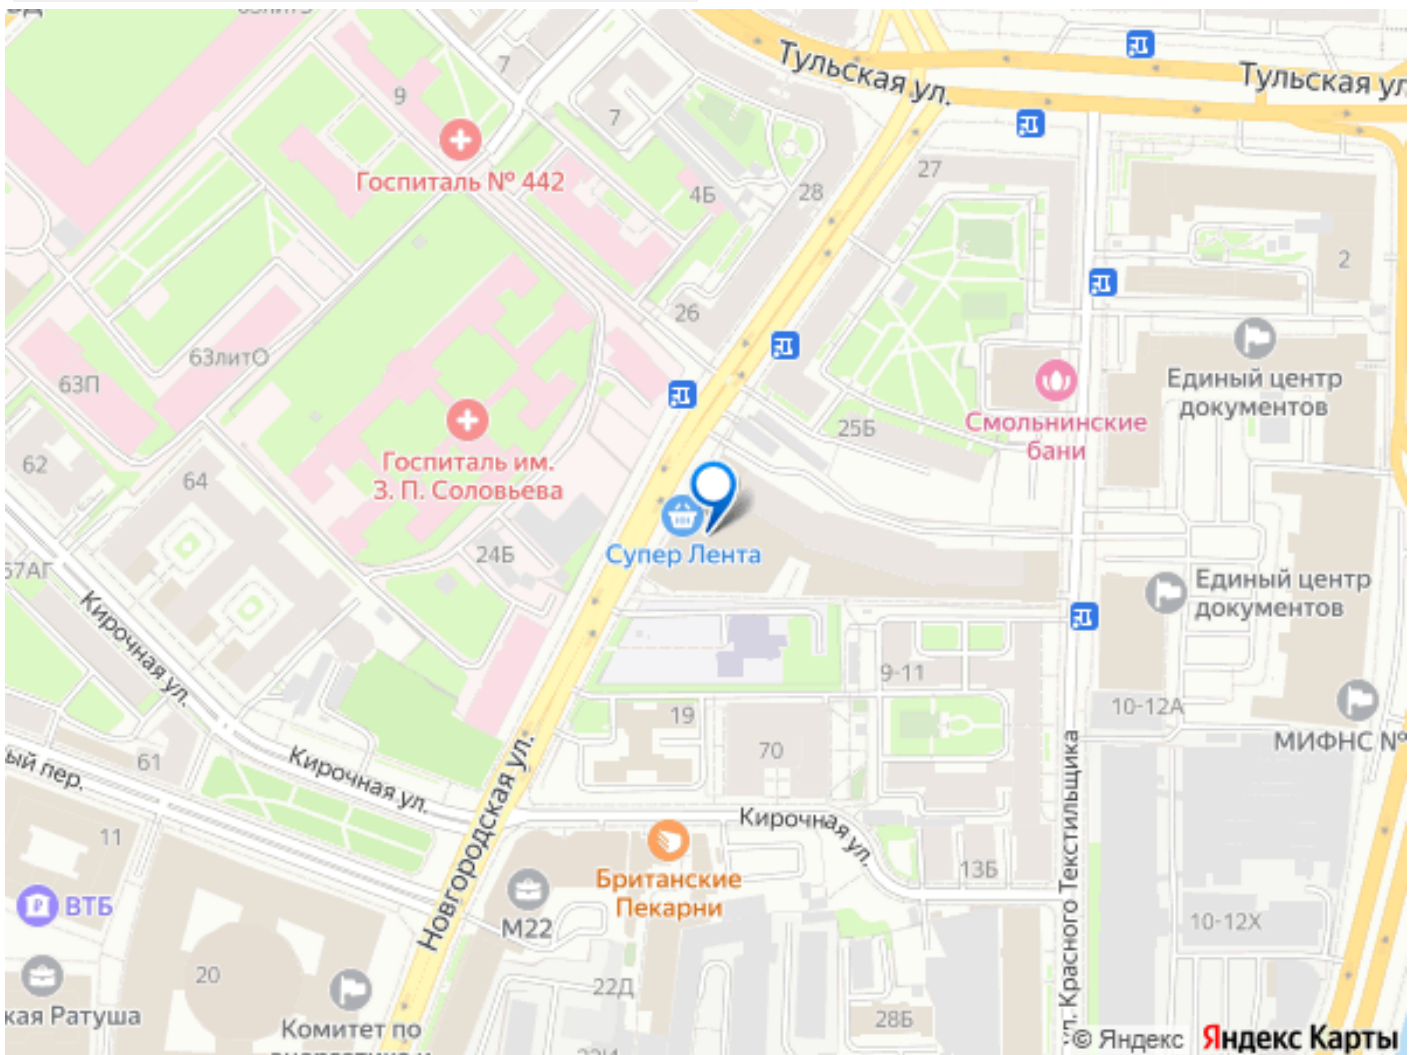 63литЭ
Тульская ул.
Тульская ул
7
9
7
Госпиталь № 442
4Б
28
27
2
26
63литО
63П
Единый центр
документов
Смольнинские
бани
25Б
62
64
Госпиталь им.
З. П. Соловьева
24Б
Супер Лента
57АГ
Единый центр
документов
Кирочная ул.
9-11
10-12А
19
70
МИФНС №
ый пер.
61
Кирочная ул.
Новгородская ул.
Кирочная ул.
ул. Красного Текстильщика
11
Британские
Пекарни
13Б
ВТБ
М22
10-12Х
20
22Д
кая Ратуша
Комитет по
28Б
© Яндекс Яндекс Карты